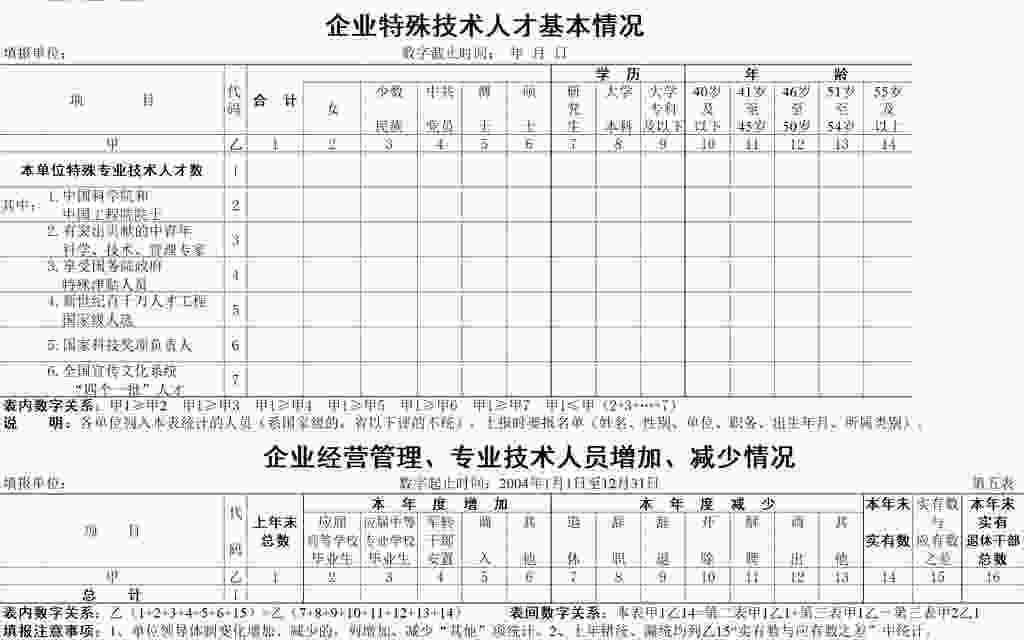 企业特殊技术人才基本情况
填报单位： 数字截止时间： 年 月 日
项 目 代码 合 计 女 少数民族 中共党员 博士 硕士 学 历 研究生 大学本科 大学专科及以下 年 龄 40岁及以下 41岁至45岁 46岁至50岁 51岁至54岁 55岁及以上
甲 乙 1 2 3 4 5 6 7 8 9 10 11 12 13 14
本单位特殊专业技术人才数 1
其中： 1.中国科学院和
中国工程院院士 2
2.有突出贡献的中青年
科学、技术、管理专家 3
3.享受国务院政府
特殊津贴人员 4
4.新世纪百千万人才工程
国家级人选 5
5.国家科技奖项负责人 6
6.全国宣传文化系统
“四个一批”人才 7
表内数字关系：甲1≥甲2 甲1≥甲3 甲1≥甲4 甲1≥甲5 甲1≥甲6 甲1≥甲7 甲1≤甲（2+3+…+7）
说 明：各单位列入本表统计的人员（系国家级的，省以下评的不统），上报时要报名单（姓名、性别、单位、职务、出生年月、所属类别）。
企业经营管理、专业技术人员增加、减少情况
填报单位： 数字起止时间：2004年1月1日至12月31日 第五表
项 目 代码 上年末总数 本 年 度 增 加 应届高等学校毕业生 应届中等专业学校毕业生 军转干部安置 调入 其他 本 年 度 减 少 退休 辞职 辞退 开除 解聘 调出 其他 本年末实有数 实有数与应有数之差 本年末实有退休干部总数
甲 乙 1 2 3 4 5 6 7 8 9 10 11 12 13 14 15 16
总 计 1
表内数字关系：乙（1+2+3+4+5+6+15）=乙（7+8+9+10+11+12+13+14） 表间数字关系：本表甲1乙14=第二表甲1乙1+第三表甲1乙1-第三表甲2乙1
填报注意事项：1、单位领导体制变化增加、减少的，列增加、减少“其他”项统计。2、上年错统、漏统均列乙15“实有数与应有数之差”中统计。